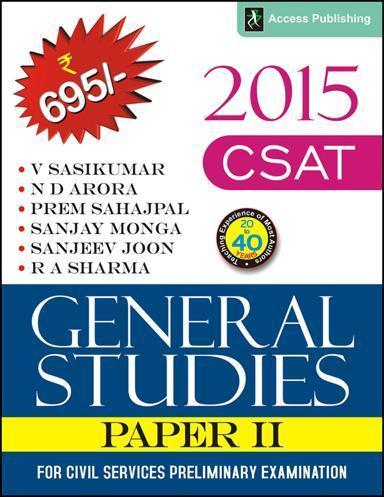 Access Publishing
₹
695/-
2015
CSAT
• V SASIKUMAR
• N D ARORA
• PREM SAHAJPAL
• SANJAY MONGA
• SANJEEV JOON
• R A SHARMA
Teaching Experience of Most Authors
20
to
40
YEARS
GENERAL
STUDIES
PAPER II
FOR CIVIL SERVICES PRELIMINARY EXAMINATION